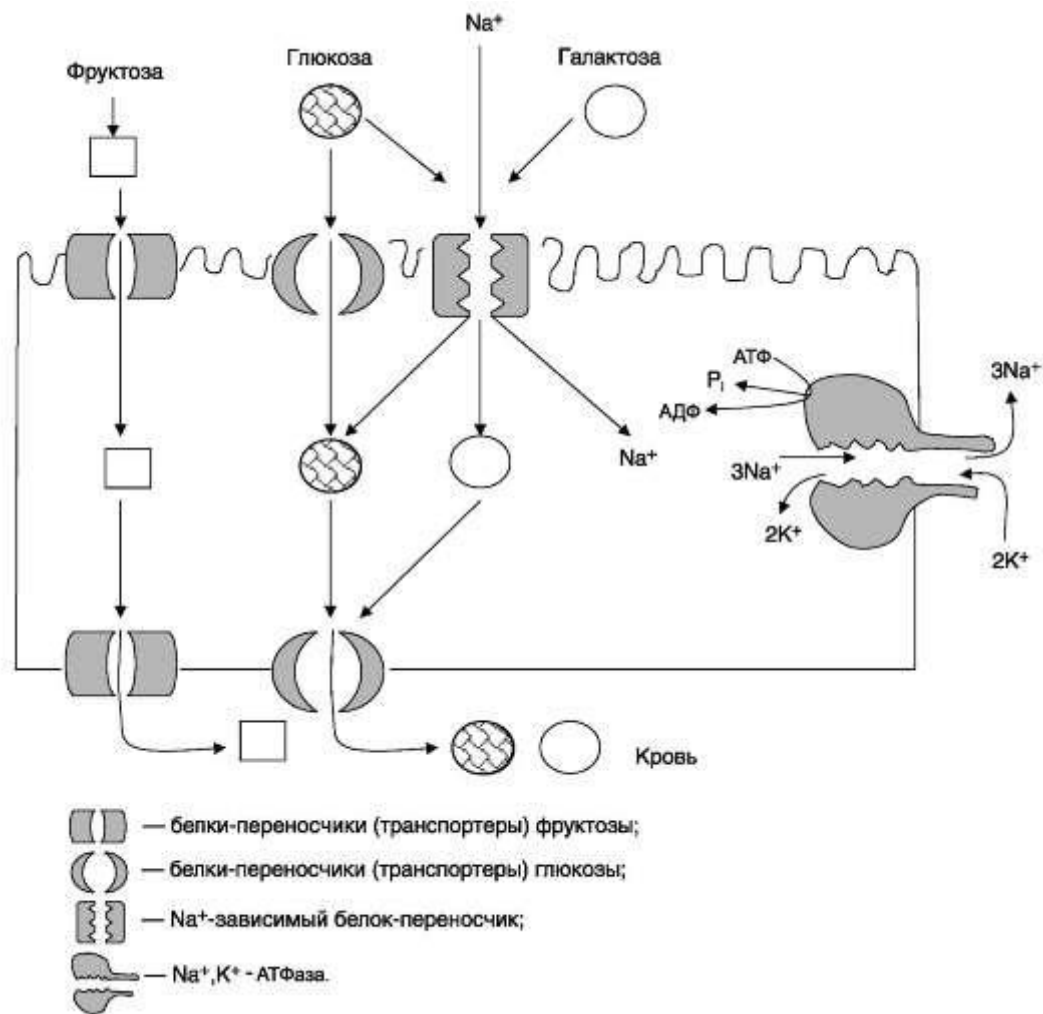 Na⁺
Глюкоза
Галактоза
Фруктоза
АТФ
Pᵢ
АДФ
3Na⁺
Na⁺
3Na⁺
2K⁺
2K⁺
Кровь
— белки-переносчики (транспортеры) фруктозы;
— белки-переносчики (транспортеры) глюкозы;
— Na⁺-зависимый белок-переносчик;
— Na⁺,K⁺ - АТФаза.